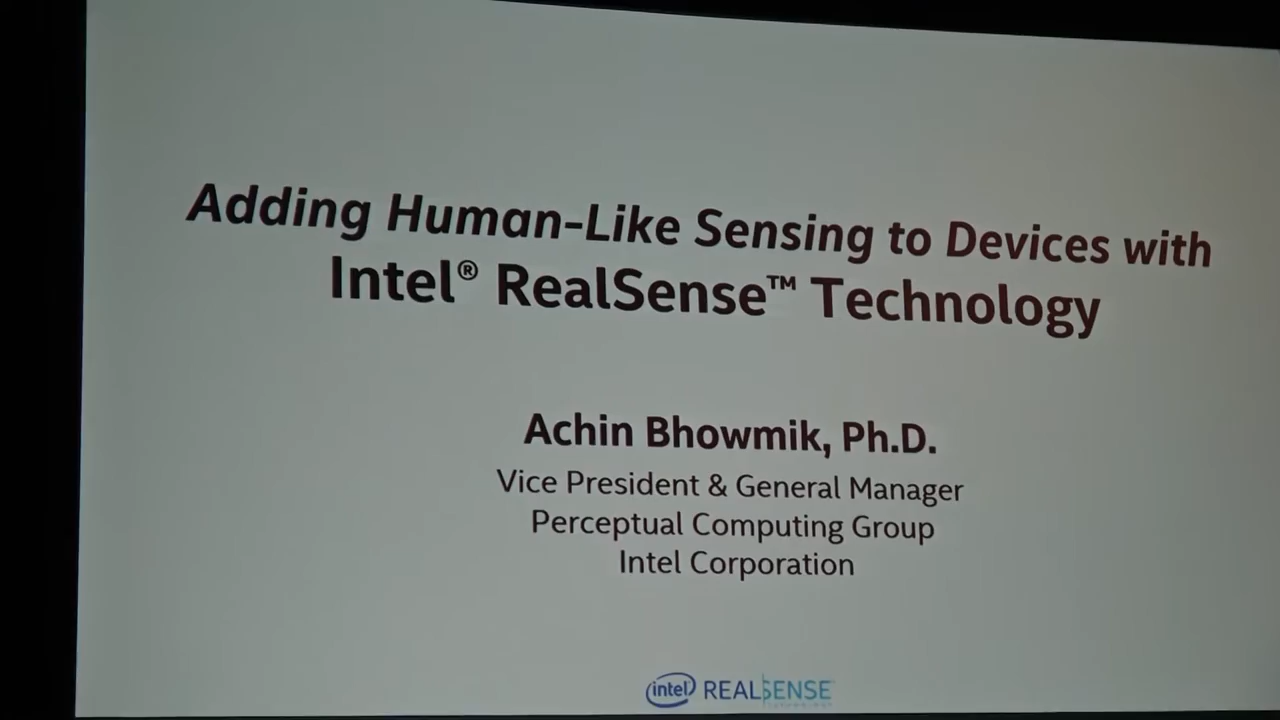 Adding Human-Like Sensing to Devices with
Intel® RealSense™ Technology
Achin Bhowmik, Ph.D.
Vice President & General Manager
Perceptual Computing Group
Intel Corporation
intel REALSENSE
TECHNOLOGY